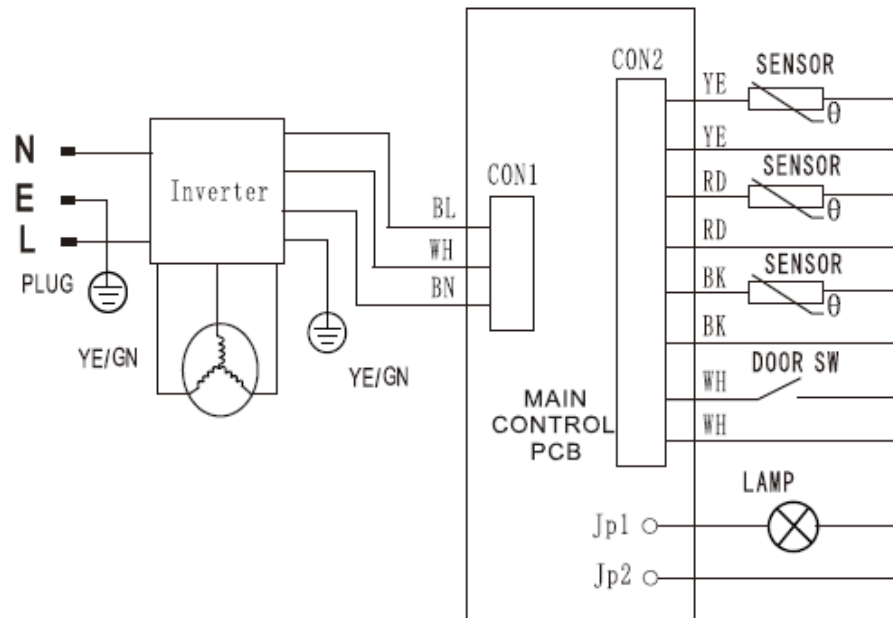 N
E
L
PLUG
YE/GN
Inverter
YE/GN
BL
WH
BN
CON1
MAIN
CONTROL
PCB
CON2
YE
SENSOR
θ
YE
RD
SENSOR
θ
RD
BK
SENSOR
θ
BK
WH
DOOR SW
WH
LAMP
Jp1
Jp2